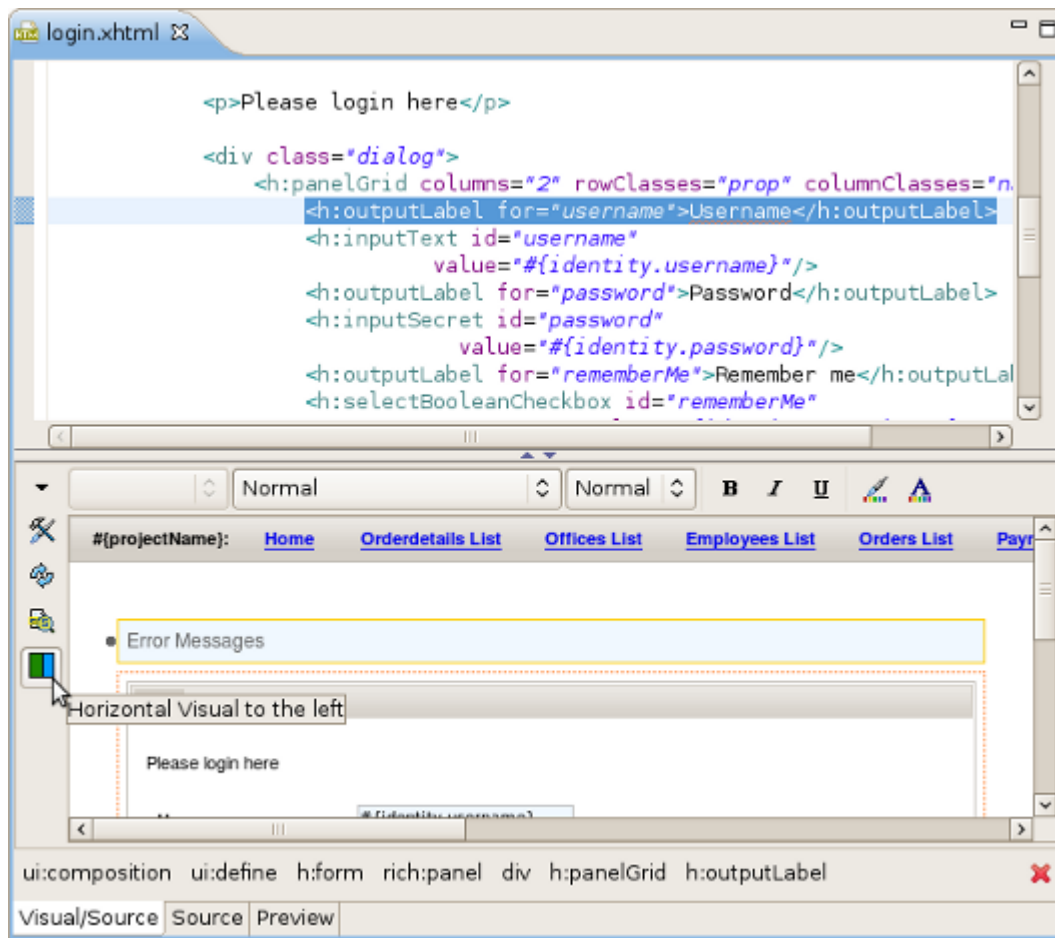 login.xhtml
<p>Please login here</p>
<div class="dialog">
<h:panelGrid columns="2" rowClasses="prop" columnClasses="n
<h:outputLabel for="username">Username</h:outputLabel>
<h:inputText id="username"
value="#{identity.username}"/>
<h:outputLabel for="password">Password</h:outputLabel>
<h:inputSecret id="password"
value="#{identity.password}"/>
<h:outputLabel for="rememberMe">Remember me</h:outputLal
<h:selectBooleanCheckbox id="rememberMe"
Normal Normal B I U A
#{projectName}: Home Orderdetails List Offices List Employees List Orders List Payr
Error Messages
Horizontal Visual to the left
Please login here
#{identity.username}
ui:composition ui:define h:form rich:panel div h:panelGrid h:outputLabel
Visual/Source Source Preview